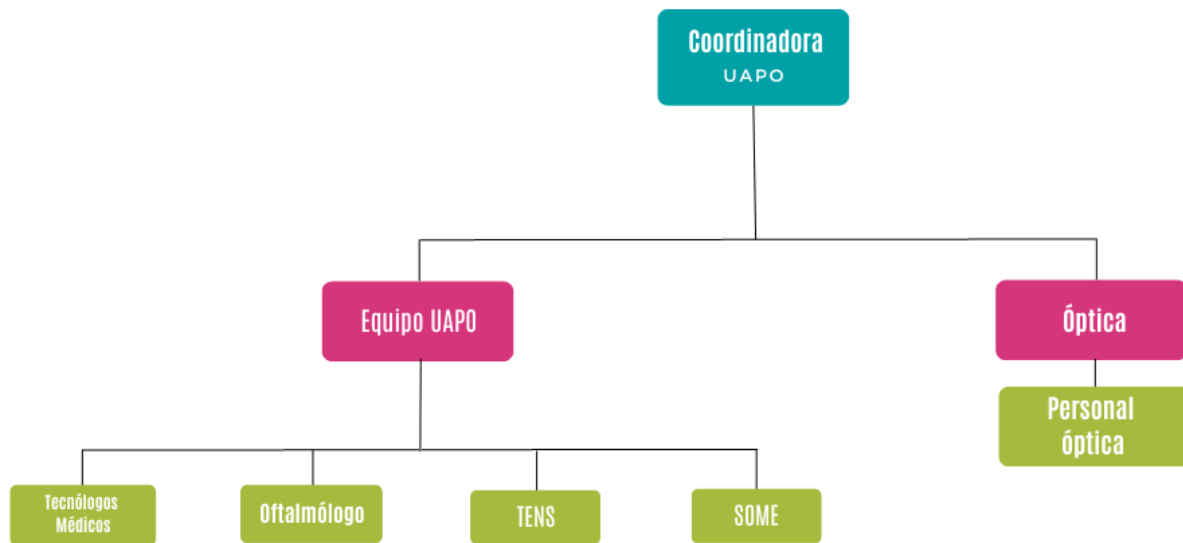 Coordinadora
UAPO
Equipo UAPO
Óptica
Personal
óptica
Tecnólogos
Médicos
Oftalmólogo
TENS
SOME